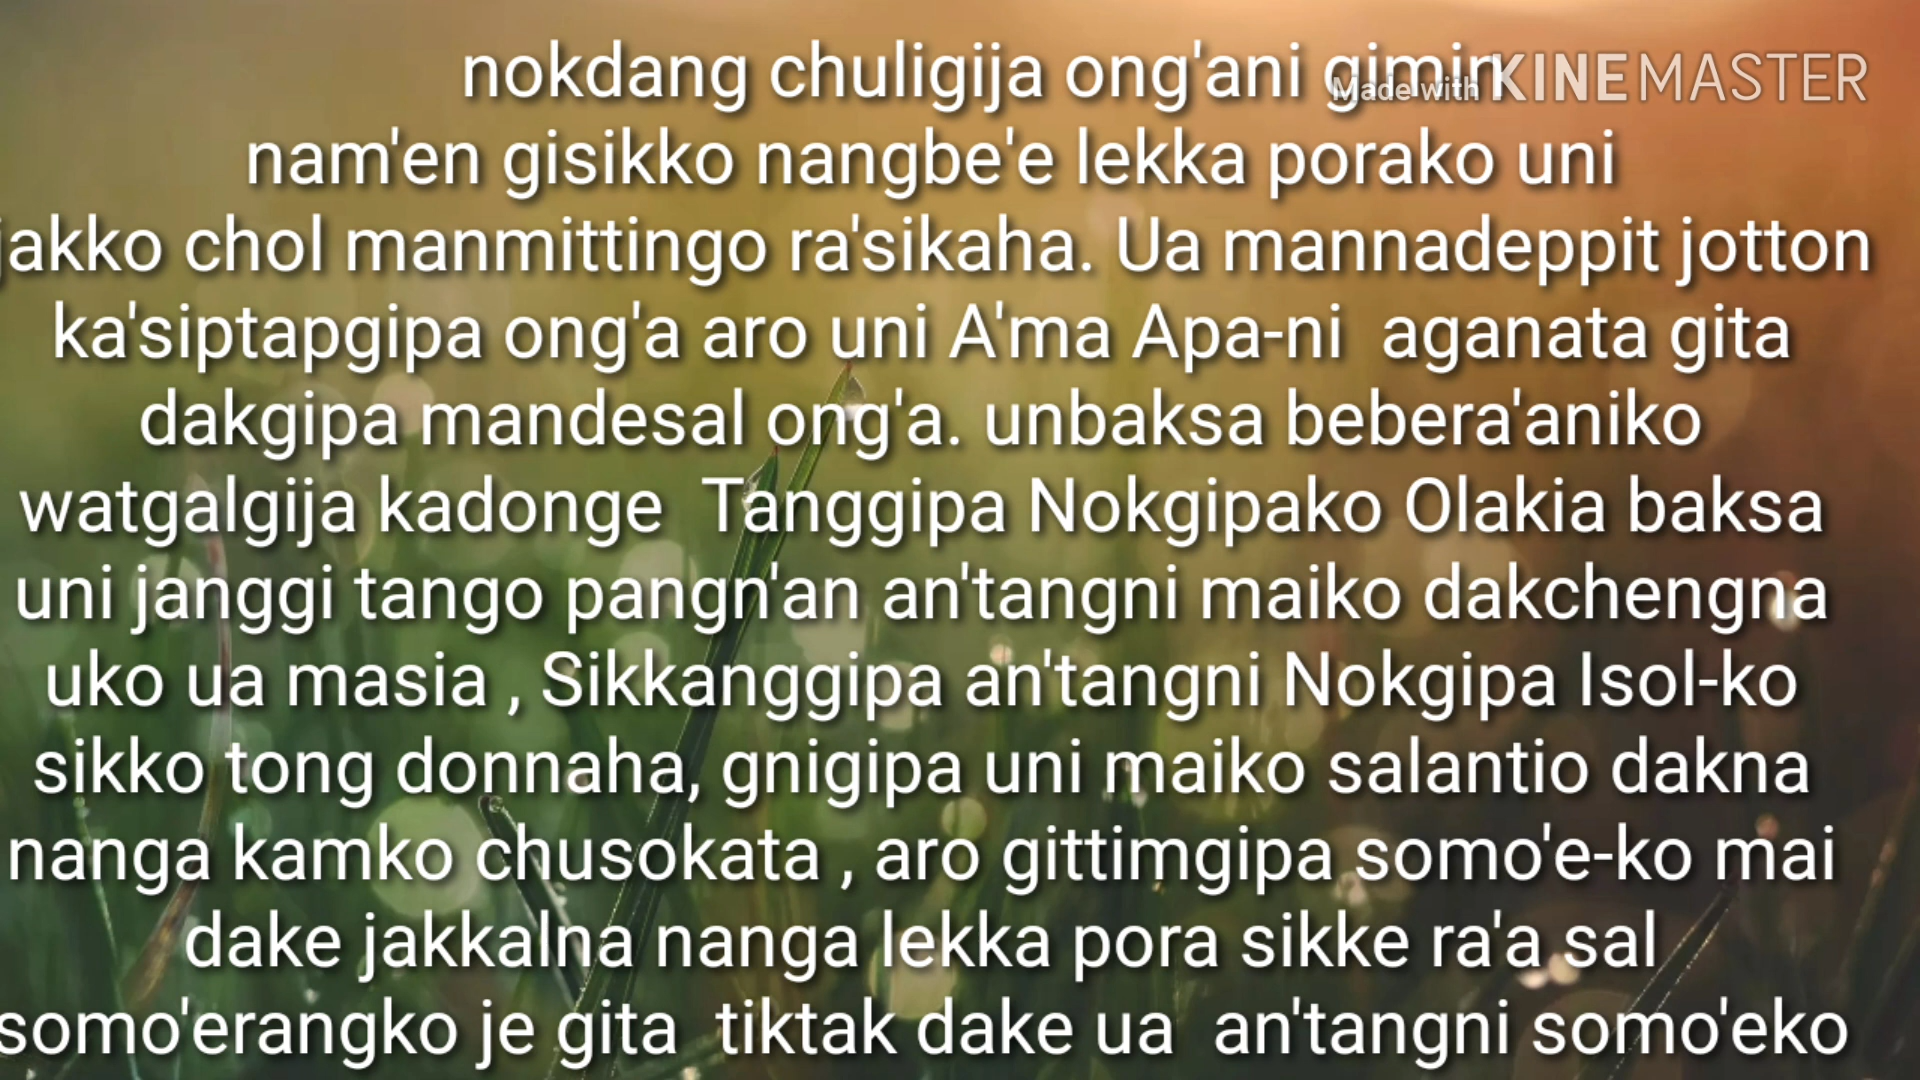 nokdang chuligija ong'ani gimin
Made with KINEMASTER
nam'en gisikko nangbe'e lekka porako uni
jakko chol manmittingo ra'sikaha. Ua mannadeppit jotton
ka'siptapgipa ong'a aro uni A'ma Apa-ni aganata gita
dakgipa mandesal ong'a. unbaksa bebera'aniko
watgalgija kadonge Tanggipa Nokgipako Olakia baksa
uni janggi tango pangn'an an'tangni maiko dakchengna
uko ua masia , Sikkanggipa an'tangni Nokgipa Isol-ko
sikko tong donnaha, gnigipa uni maiko salantio dakna
nanga kamko chusokata , aro gittimgipa somo'e-ko mai
dake jakkalna nanga lekka pora sikke ra'a sal
somo'erangko je gita tiktak dake ua an'tangni somo'eko